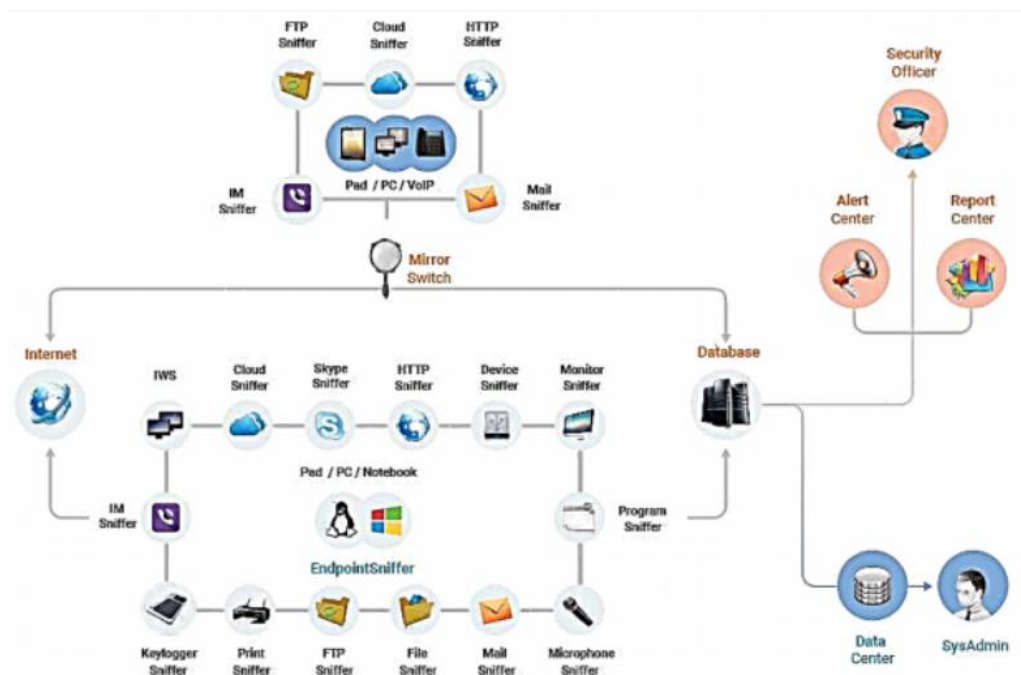 FTP
Sniffer
Cloud
Sniffer
HTTP
Sniffer
Security
Officer
Pad / PC / VoIP
IM
Sniffer
Mail
Sniffer
Alert
Center
Report
Center
Mirror
Switch
Internet
Database
IWS
Cloud
Sniffer
Skype
Sniffer
HTTP
Sniffer
Device
Sniffer
Monitor
Sniffer
Pad / PC / Notebook
IM
Sniffer
Program
Sniffer
EndpointSniffer
Keylogger
Sniffer
Print
Sniffer
FTP
Sniffer
File
Sniffer
Mail
Sniffer
Microphone
Sniffer
Data
Center
SysAdmin